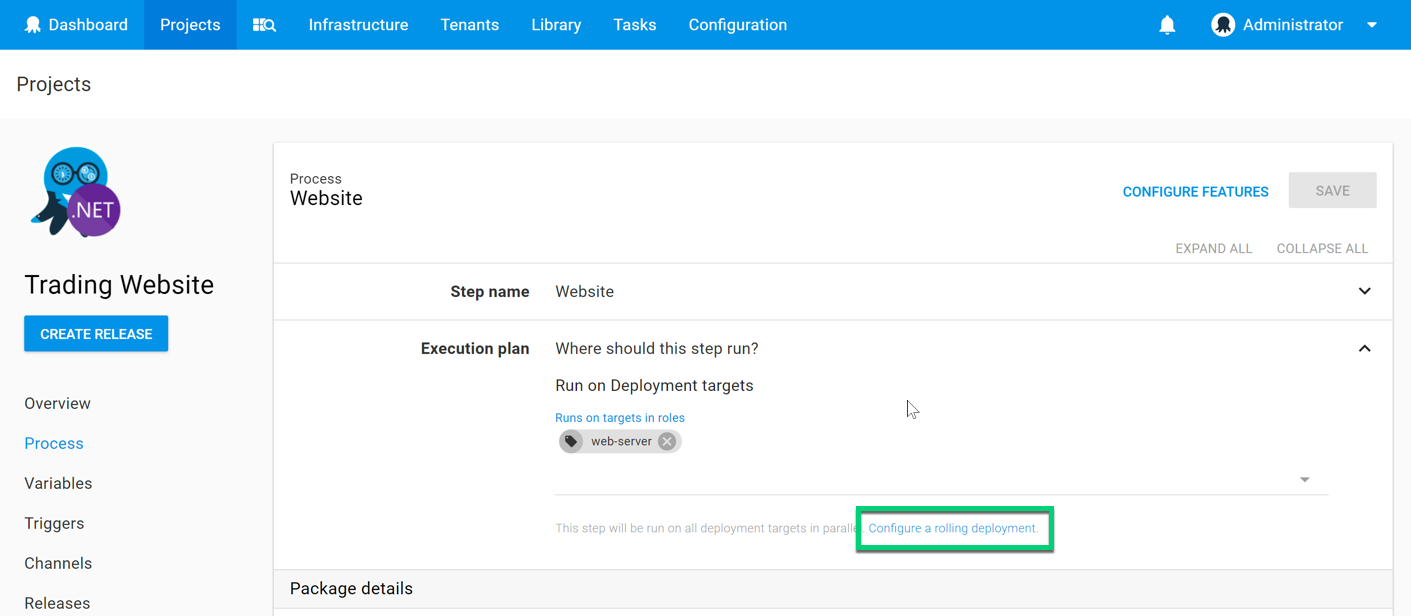 Dashboard Projects Infrastructure Tenants Library Tasks Configuration Administrator
Projects
.NET
Trading Website
CREATE RELEASE
Overview
Process
Variables
Triggers
Channels
Releases
Process
Website
CONFIGURE FEATURES SAVE
EXPAND ALL COLLAPSE ALL
Step name Website
Execution plan Where should this step run?
Run on Deployment targets
Runs on targets in roles
web-server
This step will be run on all deployment targets in parallel. Configure a rolling deployment.
Package details